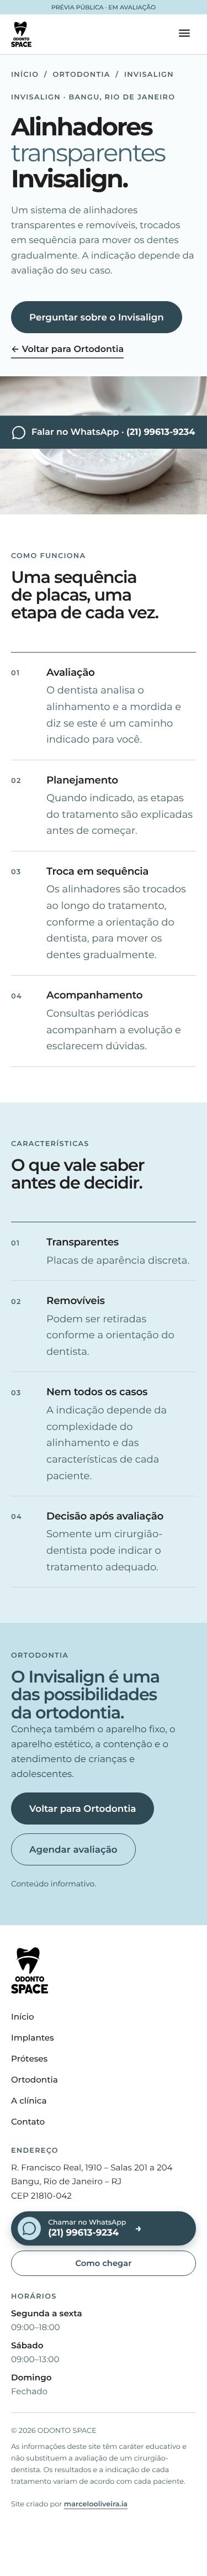 PRÉVIA PÚBLICA · EM AVALIAÇÃO
ODONTO
SPACE
INÍCIO / ORTODONTIA / INVISALIGN
INVISALIGN · BANGU, RIO DE JANEIRO
Alinhadores
transparentes
Invisalign.
Um sistema de alinhadores
transparentes e removíveis, trocados
em sequência para mover os dentes
gradualmente. A indicação depende da
avaliação do seu caso.
Perguntar sobre o Invisalign
← Voltar para Ortodontia
Falar no WhatsApp · (21) 99613-9234
COMO FUNCIONA
Uma sequência
de placas, uma
etapa de cada vez.
01 Avaliação
O dentista analisa o
alinhamento e a mordida e
diz se este é um caminho
indicado para você.
02 Planejamento
Quando indicado, as etapas
do tratamento são explicadas
antes de começar.
03 Troca em sequência
Os alinhadores são trocados
ao longo do tratamento,
conforme a orientação do
dentista, para mover os
dentes gradualmente.
04 Acompanhamento
Consultas periódicas
acompanham a evolução e
esclarecem dúvidas.
CARACTERÍSTICAS
O que vale saber
antes de decidir.
01 Transparentes
Placas de aparência discreta.
02 Removíveis
Podem ser retiradas
conforme a orientação do
dentista.
03 Nem todos os casos
A indicação depende da
complexidade do
alinhamento e das
características de cada
paciente.
04 Decisão após avaliação
Somente um cirurgião-
dentista pode indicar o
tratamento adequado.
ORTODONTIA
O Invisalign é uma
das possibilidades
da ortodontia.
Conheça também o aparelho fixo, o
aparelho estético, a contenção e o
atendimento de crianças e
adolescentes.
Voltar para Ortodontia
Agendar avaliação
Conteúdo informativo.
ODONTO
SPACE
Início
Implantes
Próteses
Ortodontia
A clínica
Contato
ENDEREÇO
R. Francisco Real, 1910 – Salas 201 a 204
Bangu, Rio de Janeiro – RJ
CEP 21810-042
Chamar no WhatsApp
(21) 99613-9234 →
Como chegar
HORÁRIOS
Segunda a sexta
09:00–18:00
Sábado
09:00–13:00
Domingo
Fechado
© 2026 ODONTO SPACE
As informações deste site têm caráter educativo e
não substituem a avaliação de um cirurgião-
dentista. Os resultados e a indicação de cada
tratamento variam de acordo com cada paciente.
Site criado por marcelooliveira.ia